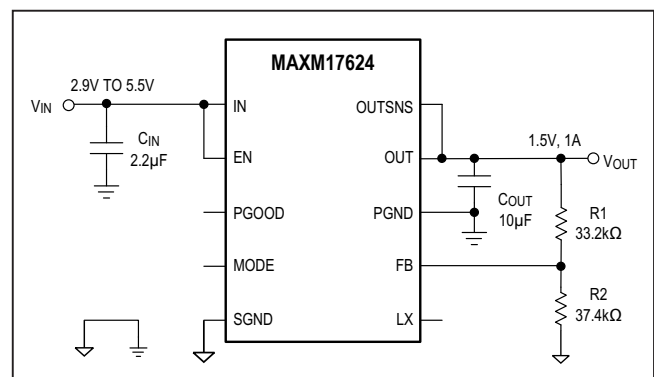 MAXM17624
2.9V TO 5.5V
VIN
IN
OUTSNS
CIN
2.2µF
EN
OUT
1.5V, 1A
VOUT
PGOOD
PGND
COUT
10µF
R1
33.2kΩ
MODE
FB
R2
37.4kΩ
SGND
LX